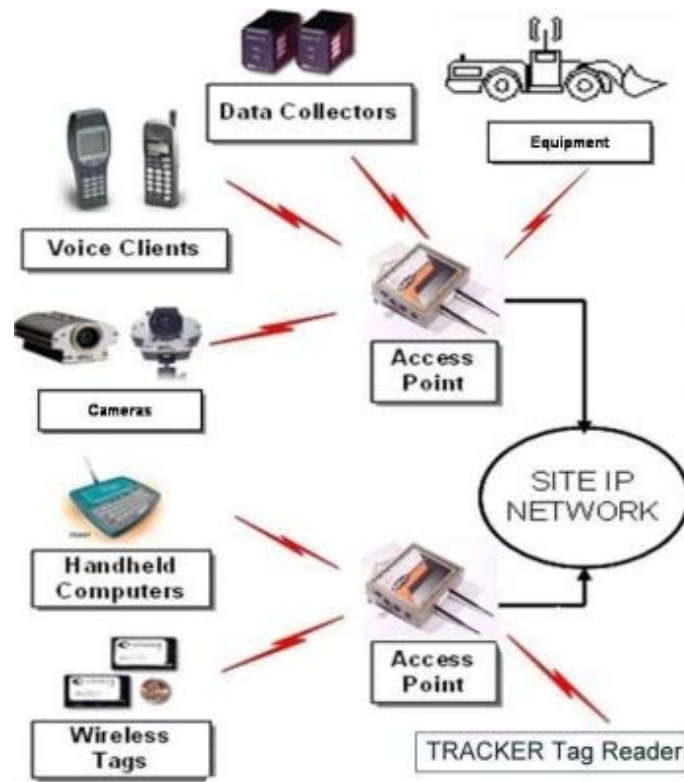 Data Collectors
Equipment
Voice Clients
Access
Point
Cameras
SITE IP
NETWORK
Handheld
Computers
Access
Point
Wireless
Tags
TRACKER Tag Reader